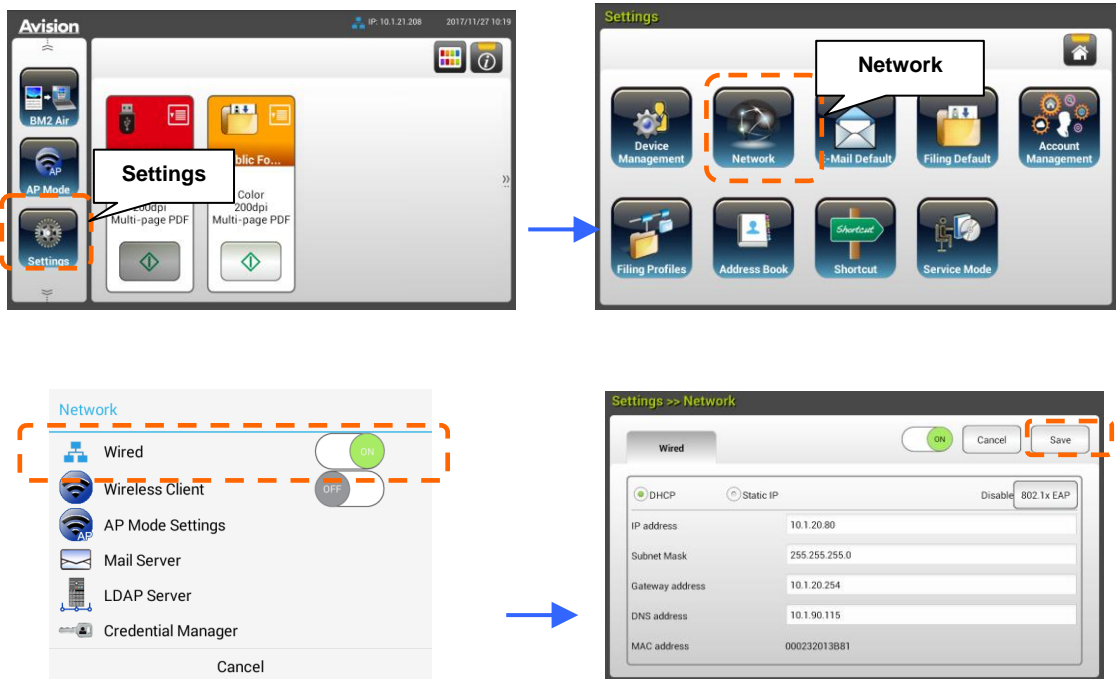 Avision
IP: 10.1.21.208
2017/11/27 10:19
BM2 Air
AP
AP Mode
Settings
blic Fo...
Settings
200dpi
Multi-page PDF
Color
200dpi
Multi-page PDF
Settings
Network
Device
Management
Network
-Mail Default
Filing Default
Account
Management
Filing Profiles
Address Book
Shortcut
Shortcut
Service Mode
Network
Wired
ON
Wireless Client
OFF
AP
AP Mode Settings
Mail Server
LDAP Server
Credential Manager
Cancel
Settings >> Network
Wired
ON
Cancel
Save
DHCP
Static IP
Disable
802.1x EAP
IP address
10.1.20.80
Subnet Mask
255.255.255.0
Gateway address
10.1.20.254
DNS address
10.1.90.115
MAC address
000232013B81